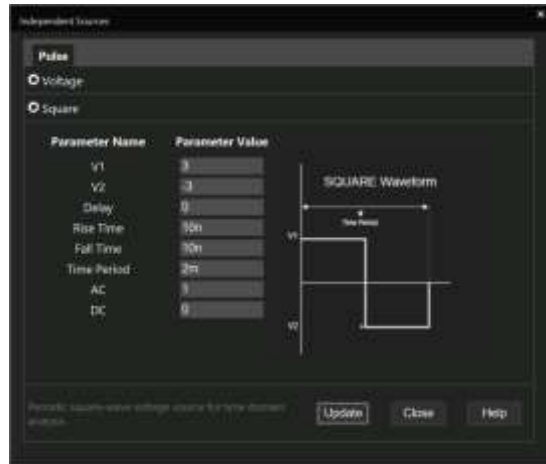 Independent Sources
Pulse
Voltage
Square
Parameter Name Parameter Value
V1 3
V2 -3
Delay 0
Rise Time 10n
Fall Time 10n
Time Period 2m
AC 1
DC 0
SQUARE Waveform
Time Period
V1
V2
Periodic square-wave voltage source for time domain
analysis.
Update Close Help